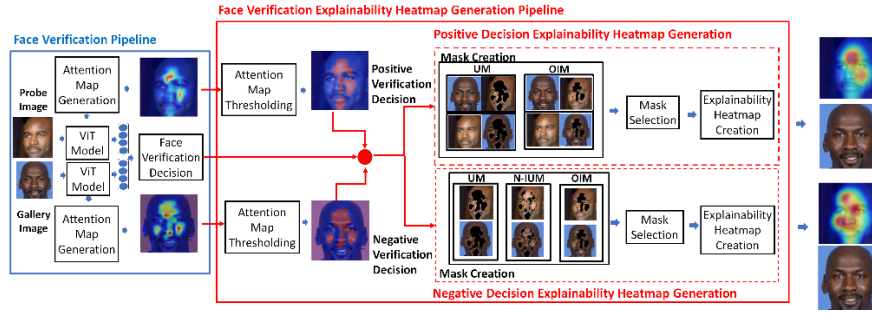 Face Verification Explainability Heatmap Generation Pipeline
Face Verification Pipeline
Positive Decision Explainability Heatmap Generation
Attention
Map
Generation
Probe
Image
ViT
Model
ViT
Model
Face
Verification
Decision
Gallery
Image
Attention
Map
Generation
Attention
Map
Thresholding
Positive
Verification
Decision
Attention
Map
Thresholding
Negative
Verification
Decision
Mask Creation
UM
OIM
Mask
Selection
Explainability
Heatmap
Creation
UM
N-IUM
OIM
Mask
Selection
Explainability
Heatmap
Creation
Mask Creation
Negative Decision Explainability Heatmap Generation